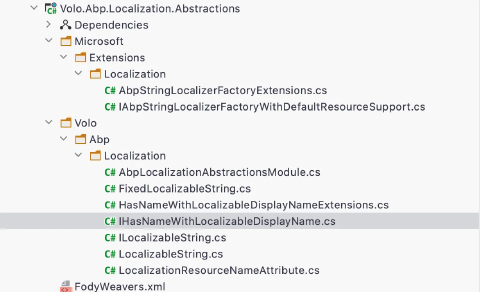 Volo.Abp.Localization.Abstractions
Dependencies
Microsoft
Extensions
Localization
C# AbpStringLocalizerFactoryExtensions.cs
C# IAbpStringLocalizerFactoryWithDefaultResourceSupport.cs
Volo
Abp
Localization
C# AbpLocalizationAbstractionsModule.cs
C# FixedLocalizableString.cs
C# HasNameWithLocalizableDisplayNameExtensions.cs
C# IHasNameWithLocalizableDisplayName.cs
C# ILocalizableString.cs
C# LocalizableString.cs
C# LocalizationResourceNameAttribute.cs
FodyWeavers.xml